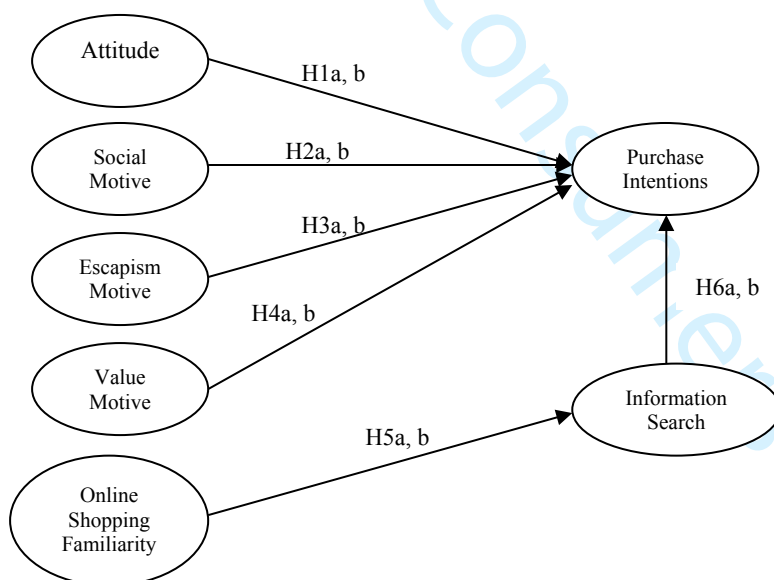 Attitude
H1a, b
Social
Motive
H2a, b
Purchase
Intentions
H3a, b
Escapism
Motive
H4a, b
H6a, b
Value
Motive
Information
Search
H5a, b
Online
Shopping
Familiarity
Consumer